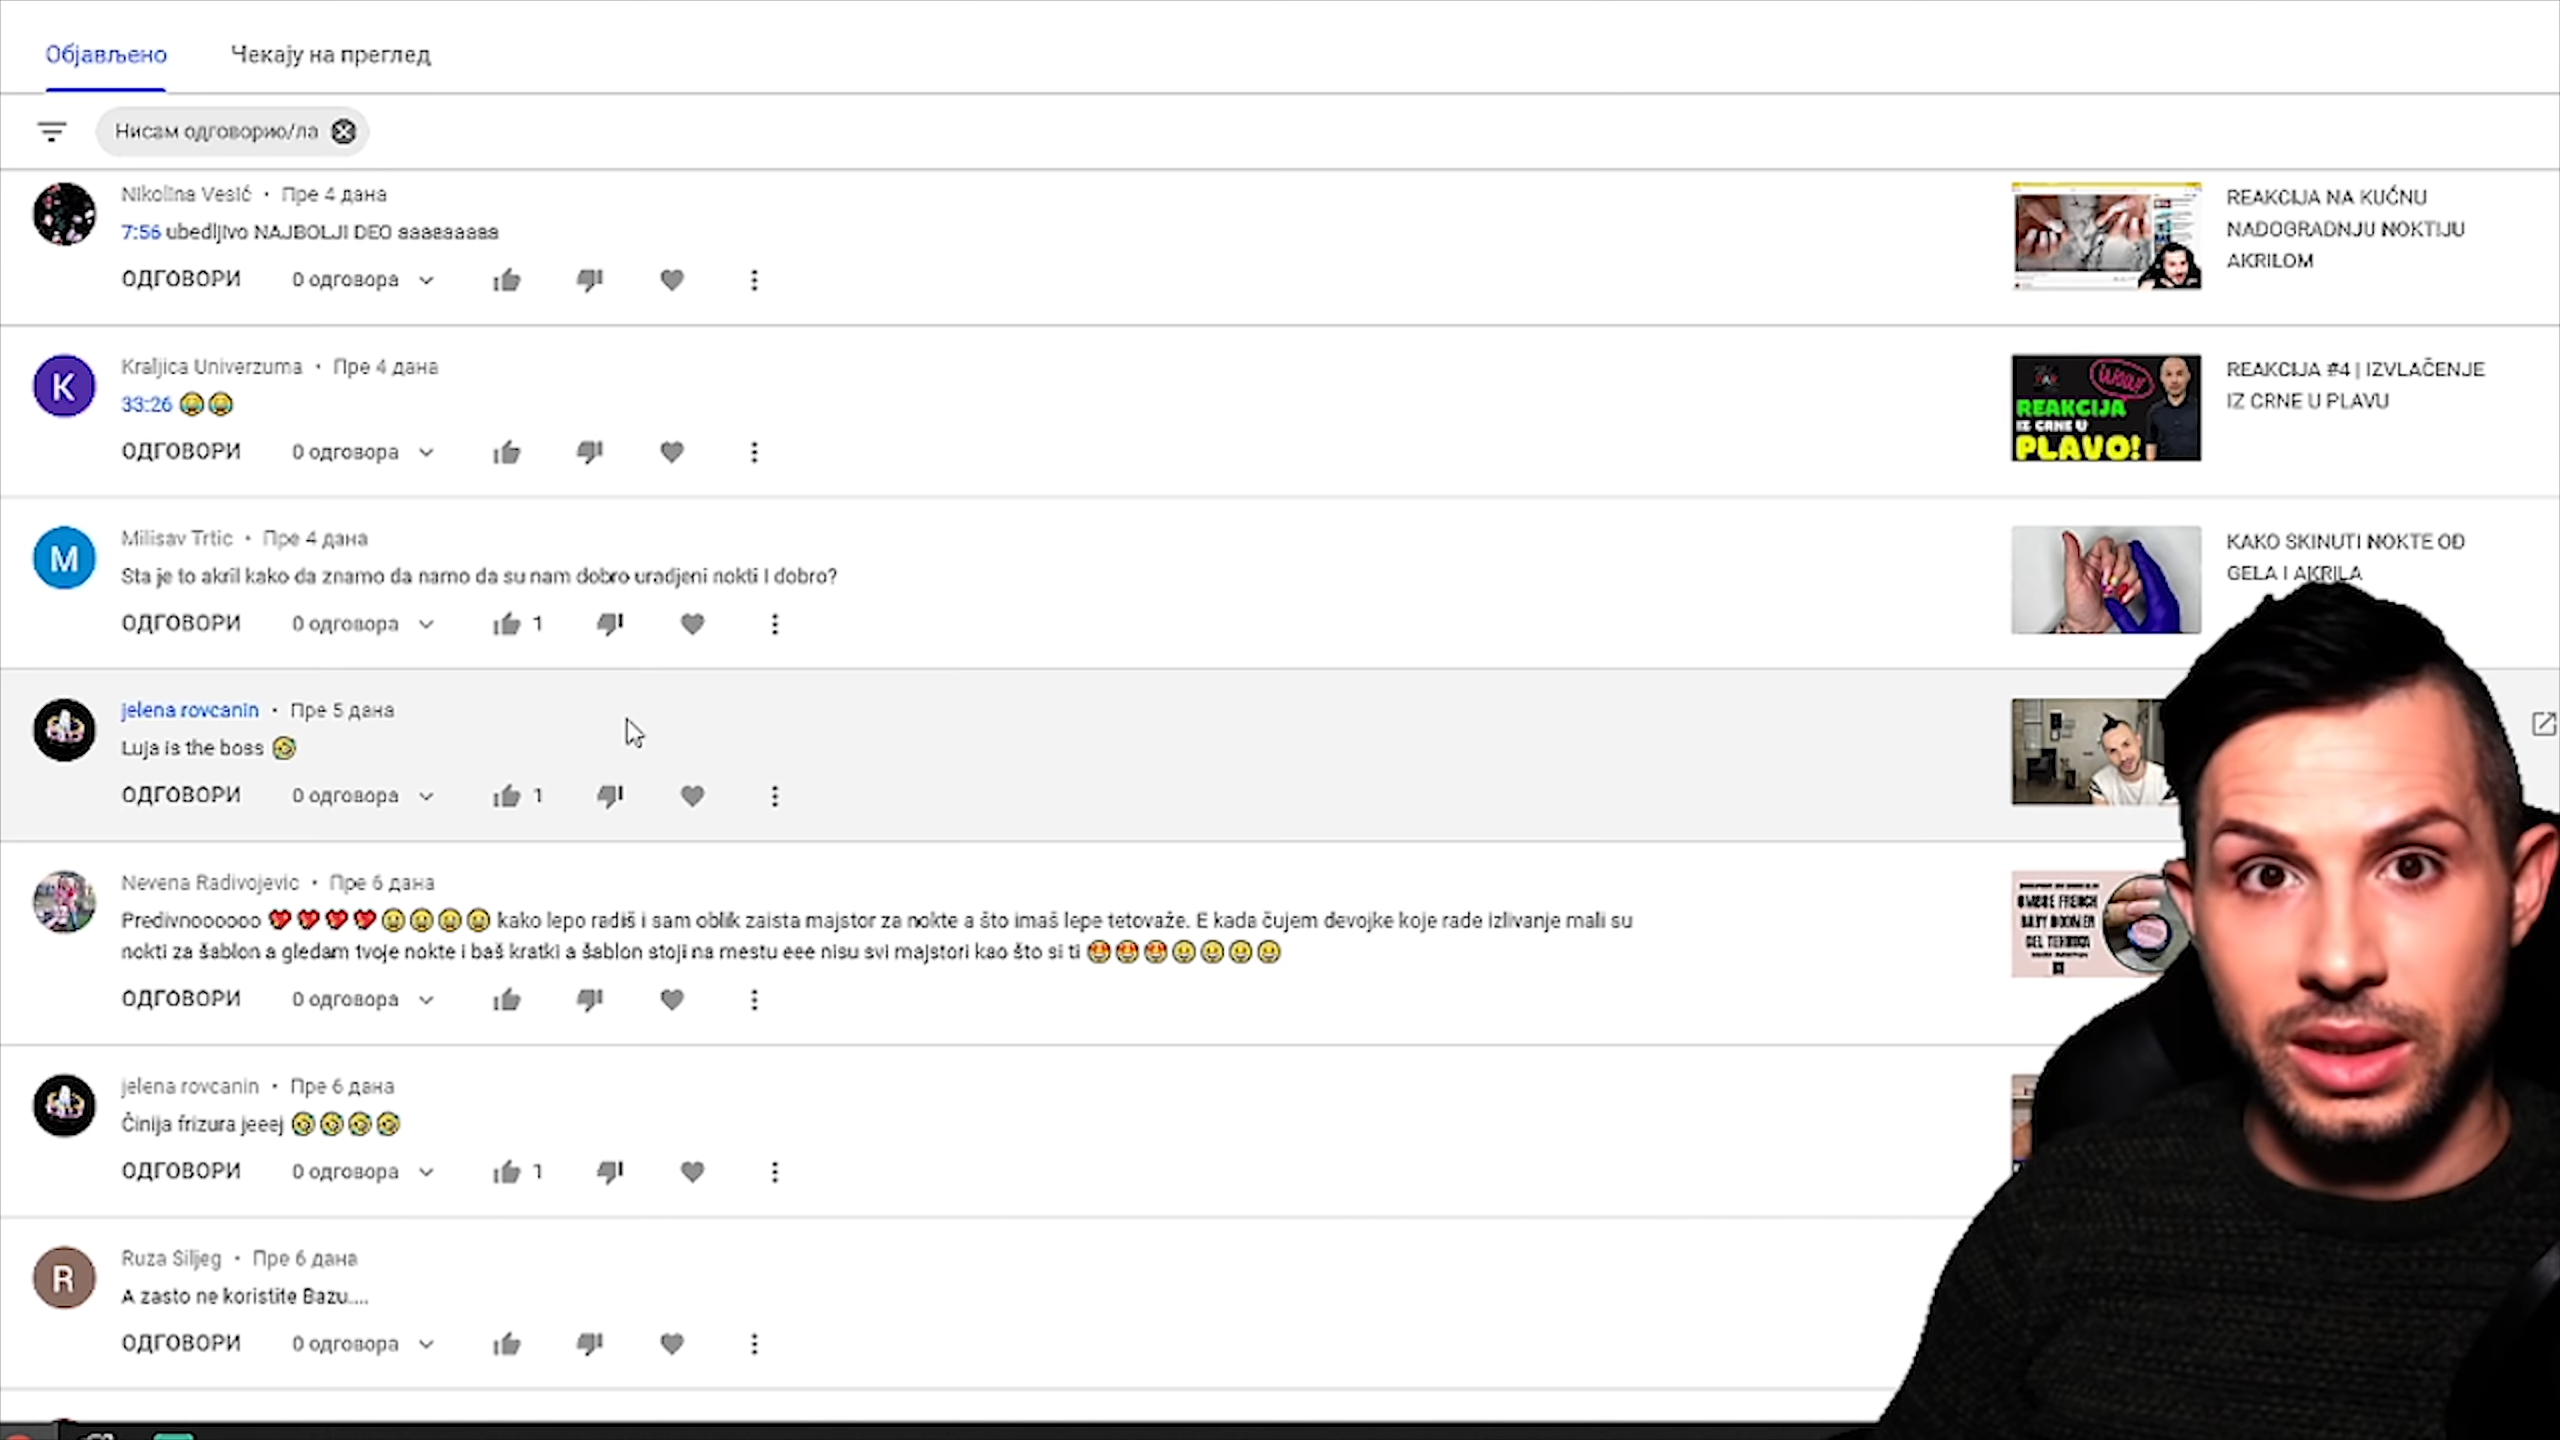 Објављено
Чекају на преглед
Нисам одговорио/ла
Nikolina Vesić • Пре 4 дана
7:56 ubedljivo NAJBOLJI DEO aaaaaaaaa
ОДГОВОРИ 0 одговора
REAKCIJA NA KUĆNU
NADOGRADNJU NOKTIJU
AKRILOM
Kraljica Univerzuma • Пре 4 дана
33:26
ОДГОВОРИ 0 одговора
REAKCIJA
IZ CRNE U
PLAVO!
REAKCIJA #4 | IZVLAČENJE
IZ CRNE U PLAVU
Milisav Trtic • Пре 4 дана
Sta je to akril kako da znamo da namo da su nam dobro uradjeni nokti I dobro?
ОДГОВОРИ 0 одговора 1
KAKO SKINUTI NOKTE OD
GELA I AKRILA
jelena rovcanin • Пре 5 дана
Luja is the boss
ОДГОВОРИ 0 одговора 1
Nevena Radivojevic • Пре 6 дана
Predivnoooooo kako lepo radiš i sam oblik zaista majstor za nokte a što imaš lepe tetovaže. E kada čujem devojke koje rade izlivanje mali su
nokti za šablon a gledam tvoje nokte i baš kratki a šablon stoji na mestu eee nisu svi majstori kao što si ti
ОДГОВОРИ 0 одговора
OMBRE FRENCH
BABY BOOMER
GEL TEHNIKA
jelena rovcanin • Пре 6 дана
Činija frizura jeeej
ОДГОВОРИ 0 одговора 1
Ruza Siljeg • Пре 6 дана
A zasto ne koristite Bazu....
ОДГОВОРИ 0 одговора